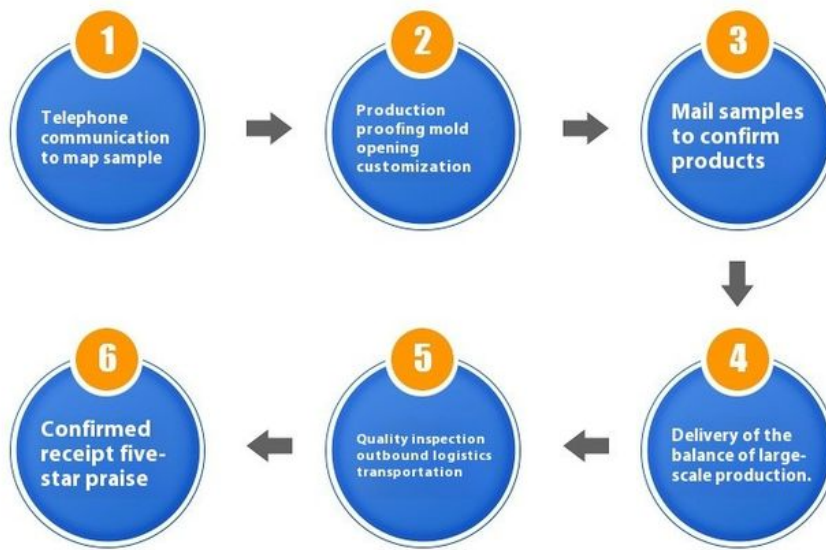 1
Telephone
communication
to map sample
2
Production
proofing mold
opening
customization
3
Mail samples
to confirm
products
4
Delivery of the
balance of large-
scale production.
5
Quality inspection
outbound logistics
transportation
6
Confirmed
receipt five-
star praise